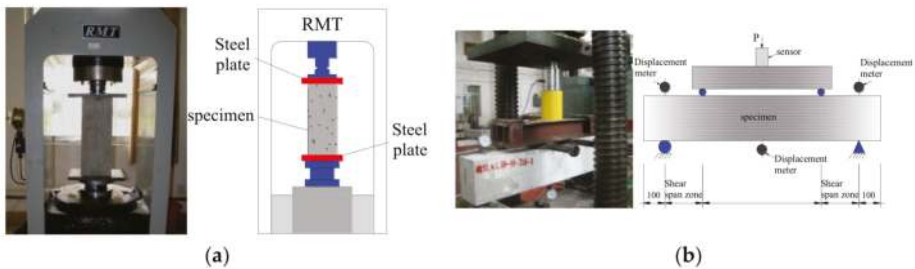 RMT
RMT
Steel
plate
specimen
Steel
plate
(a)
P
sensor
Displacement
meter
Displacement
meter
specimen
Displacement
meter
100
Shear
span zone
Shear
span zone
100
(b)